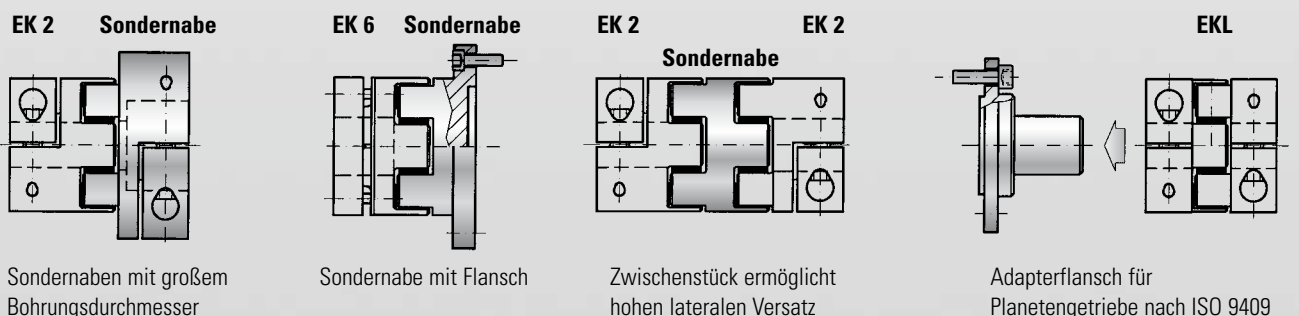 EK 2 Sondernabe
Sondernaben mit großem
Bohrungsdurchmesser
EK 6 Sondernabe
Sondernabe mit Flansch
EK 2 EK 2
Sondernabe
Zwischenstück ermöglicht
hohen lateralen Versatz
EKL
Adapterflansch für
Planetengetriebe nach ISO 9409